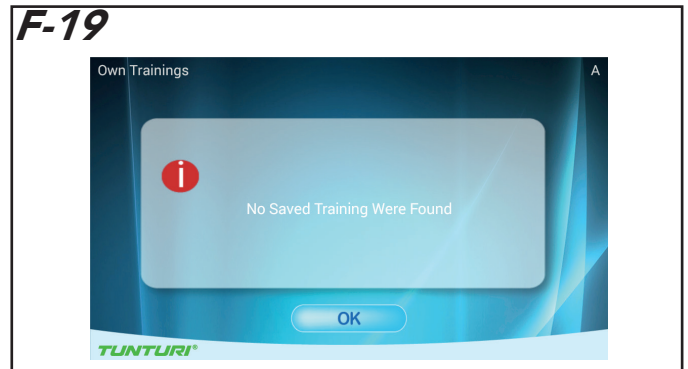 F-19
Own Trainings A
i
No Saved Training Were Found
OK
TUNTURI®